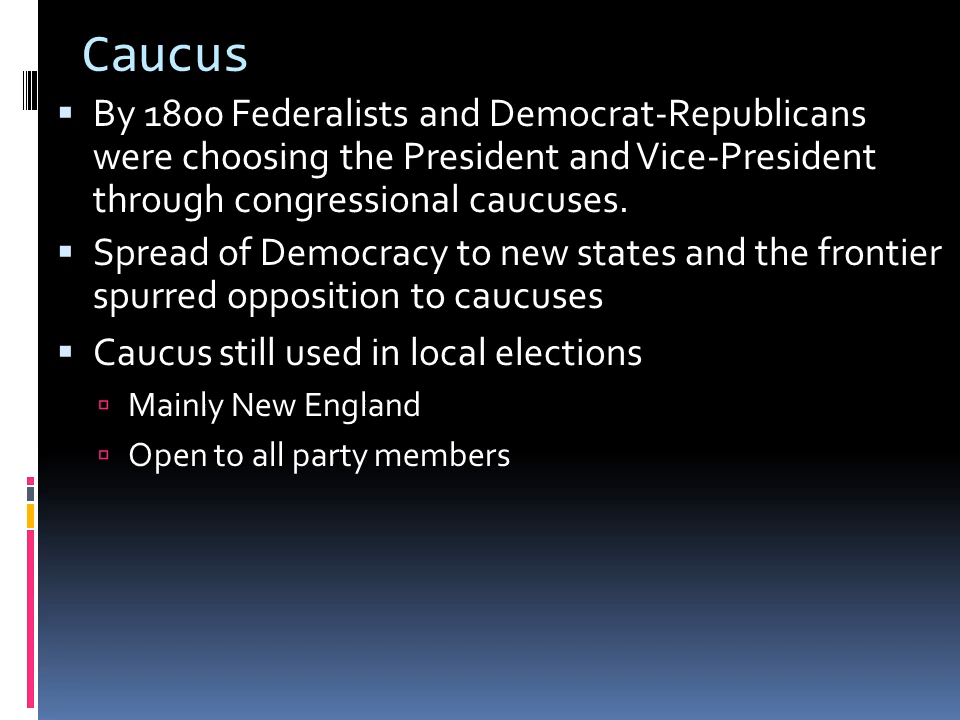 Caucus
By 1800 Federalists and Democrat-Republicans
were choosing the President and Vice-President
through congressional caucuses.
Spread of Democracy to new states and the frontier
spurred opposition to caucuses
Caucus still used in local elections
Mainly New England
Open to all party members